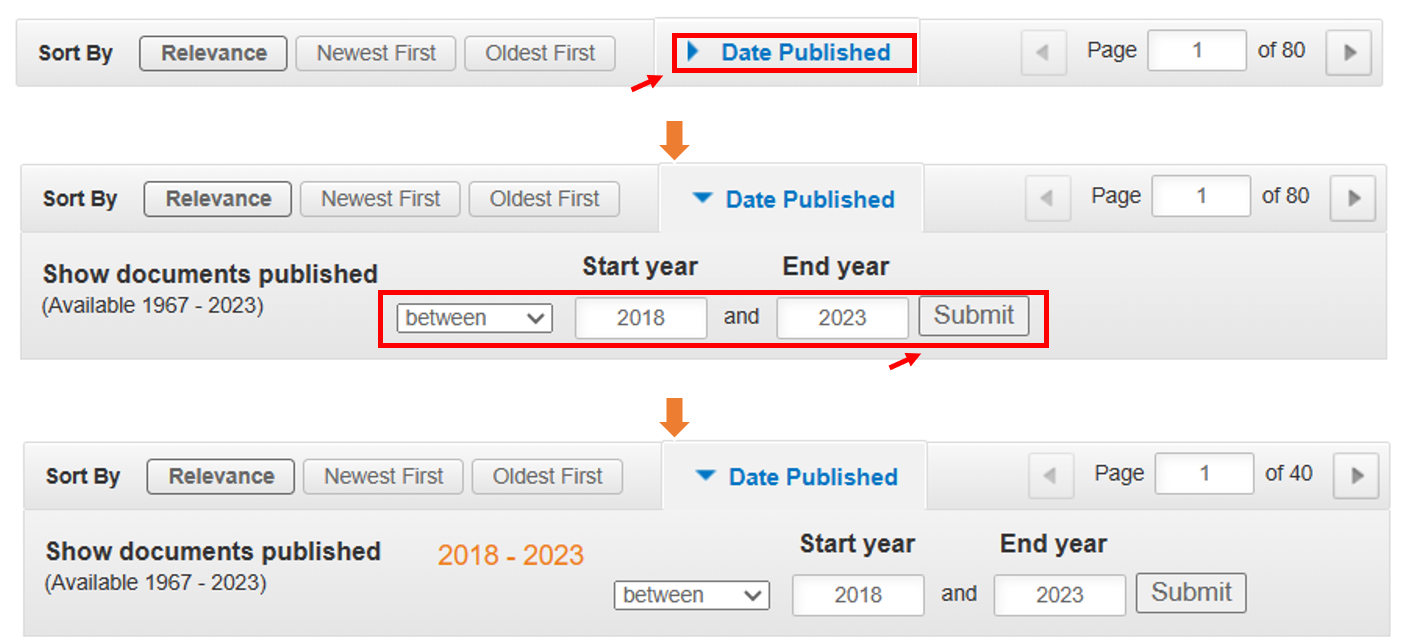 Sort By Relevance Newest First Oldest First Date Published Page 1 of 80
Sort By Relevance Newest First Oldest First Date Published Page 1 of 80
Show documents published Start year End year
(Available 1967 - 2023) between 2018 and 2023 Submit
Sort By Relevance Newest First Oldest First Date Published Page 1 of 40
Show documents published 2018 - 2023 Start year End year
(Available 1967 - 2023) between 2018 and 2023 Submit